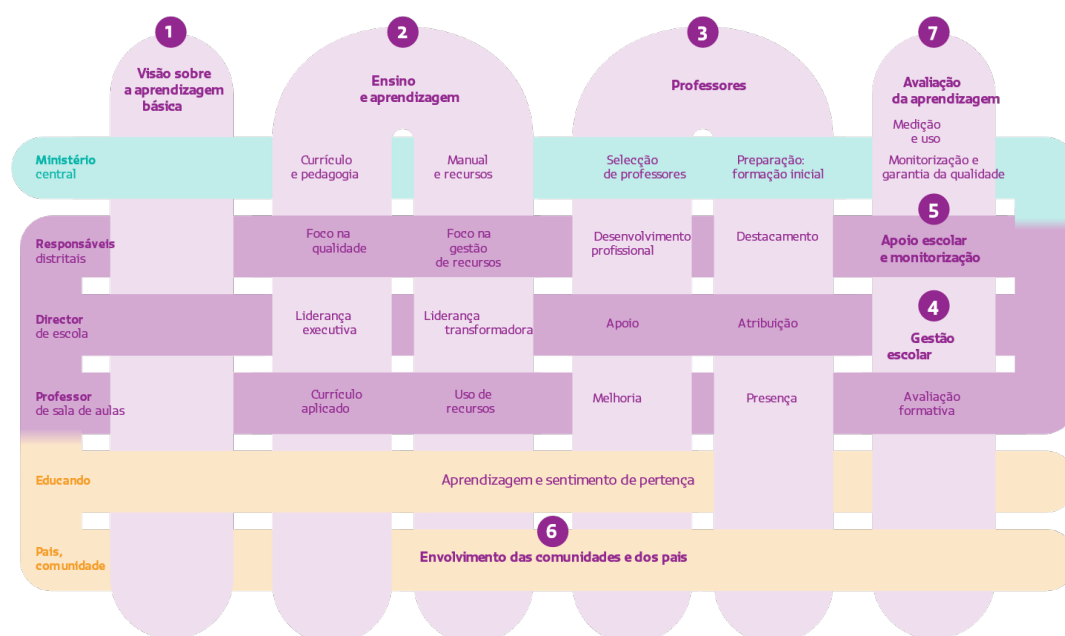 1
2
3
7
Visão sobre
a aprendizagem
básica
Ensino
e aprendizagem
Professores
Avaliação
da aprendizagem
Medição
e uso
Ministério
central
Currículo
e pedagogia
Manual
e recursos
Selecção
de professores
Preparação:
formação inicial
Monitorização e
garantia da qualidade
5
Responsáveis
distritais
Foco na
qualidade
Foco na
gestão
de recursos
Desenvolvimento
profissional
Destacamento
Apoio escolar
e monitorização
4
Director
de escola
Liderança
executiva
Liderança
transformadora
Apoio
Atribuição
Gestão
escolar
Professor
de sala de aulas
Currículo
aplicado
Uso de
recursos
Melhoria
Presença
Avaliação
formativa
Educando
Aprendizagem e sentimento de pertença
6
Pais,
comunidade
Envolvimento das comunidades e dos pais